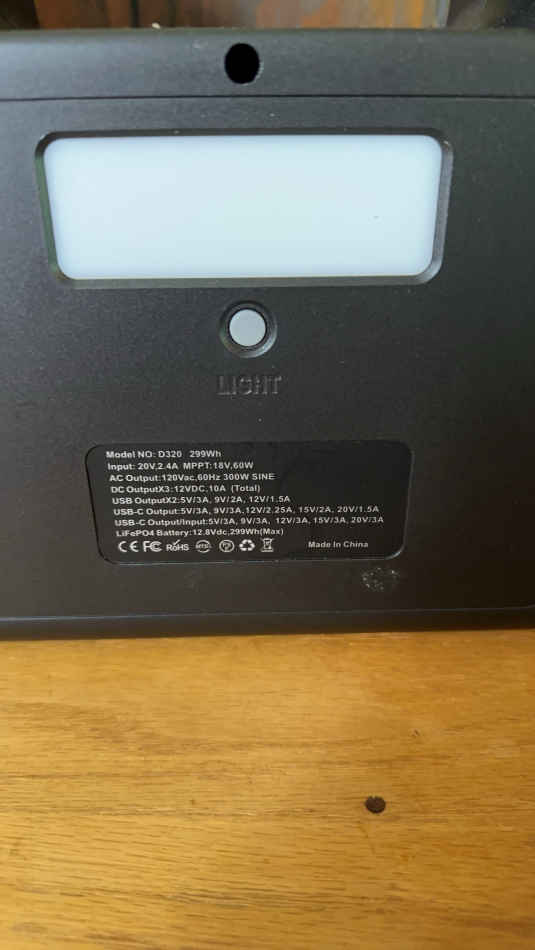 LIGHT
Model NO: D320 299Wh
Input: 20V,2.4A MPPT:18V,60W
AC Output:120Vac,60Hz 300W SINE
DC OutputX3:12VDC,10A (Total)
USB OutputX2:5V/3A, 9V/2A, 12V/1.5A
USB-C Output:5V/3A, 9V/3A,12V/2.25A, 15V/2A, 20V/1.5A
USB-C Output/Input:5V/3A, 9V/3A, 12V/3A, 15V/3A, 20V/3A
LiFePO4 Battery:12.8Vdc,299Wh(Max)
CE FC RoHS Made In China